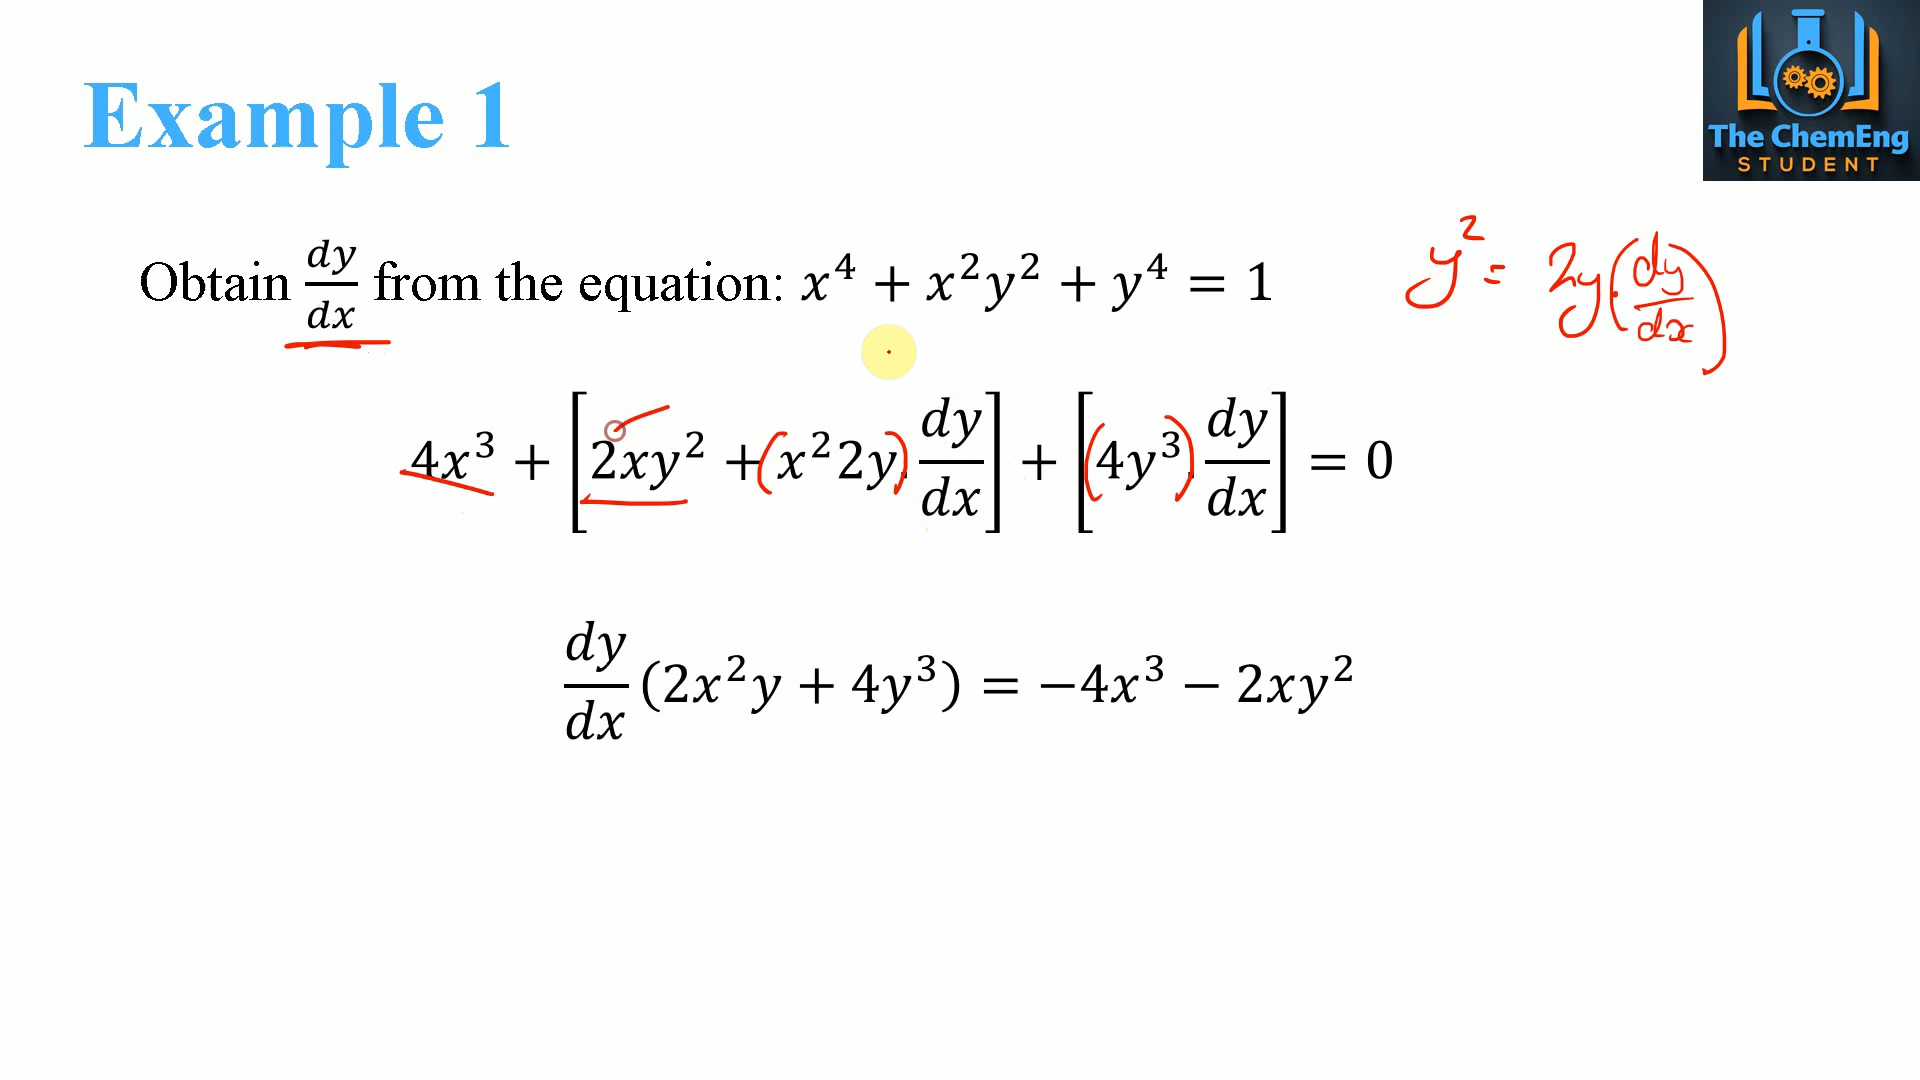 The ChemEng
STUDENT
Example 1
Obtain dy/dx from the equation: x⁴ + x²y² + y⁴ = 1
y² = 2y·(dy/dx)
4x³ + [2xy² + (x²2y).dy/dx] + [(4y³).dy/dx] = 0
dy/dx (2x²y + 4y³) = −4x³ − 2xy²